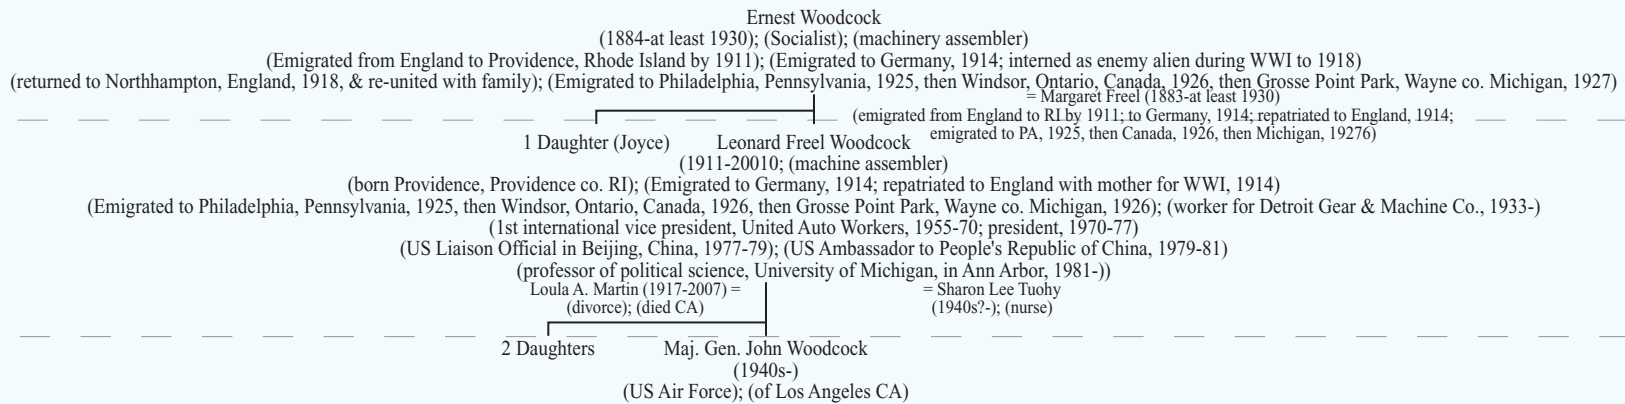 Ernest Woodcock
(1884-at least 1930); (Socialist); (machinery assembler)
(Emigrated from England to Providence, Rhode Island by 1911); (Emigrated to Germany, 1914; interned as enemy alien during WWI to 1918)
(returned to Northhampton, England, 1918, & re-united with family); (Emigrated to Philadelphia, Pennsylvania, 1925, then Windsor, Ontario, Canada, 1926, then Grosse Point Park, Wayne co. Michigan, 1927)
= Margaret Freel (1883-at least 1930)
(emigrated from England to RI by 1911; to Germany, 1914; repatriated to England, 1914;
emigrated to PA, 1925, then Canada, 1926, then Michigan, 19276)
1 Daughter (Joyce) Leonard Freel Woodcock
(1911-20010; (machine assembler)
(born Providence, Providence co. RI); (Emigrated to Germany, 1914; repatriated to England with mother for WWI, 1914)
(Emigrated to Philadelphia, Pennsylvania, 1925, then Windsor, Ontario, Canada, 1926, then Grosse Point Park, Wayne co. Michigan, 1926); (worker for Detroit Gear & Machine Co., 1933-)
(1st international vice president, United Auto Workers, 1955-70; president, 1970-77)
(US Liaison Official in Beijing, China, 1977-79); (US Ambassador to People's Republic of China, 1979-81)
(professor of political science, University of Michigan, in Ann Arbor, 1981-))
Loula A. Martin (1917-2007) = = Sharon Lee Tuohy
(divorce); (died CA) (1940s?-); (nurse)
2 Daughters Maj. Gen. John Woodcock
(1940s-)
(US Air Force); (of Los Angeles CA)